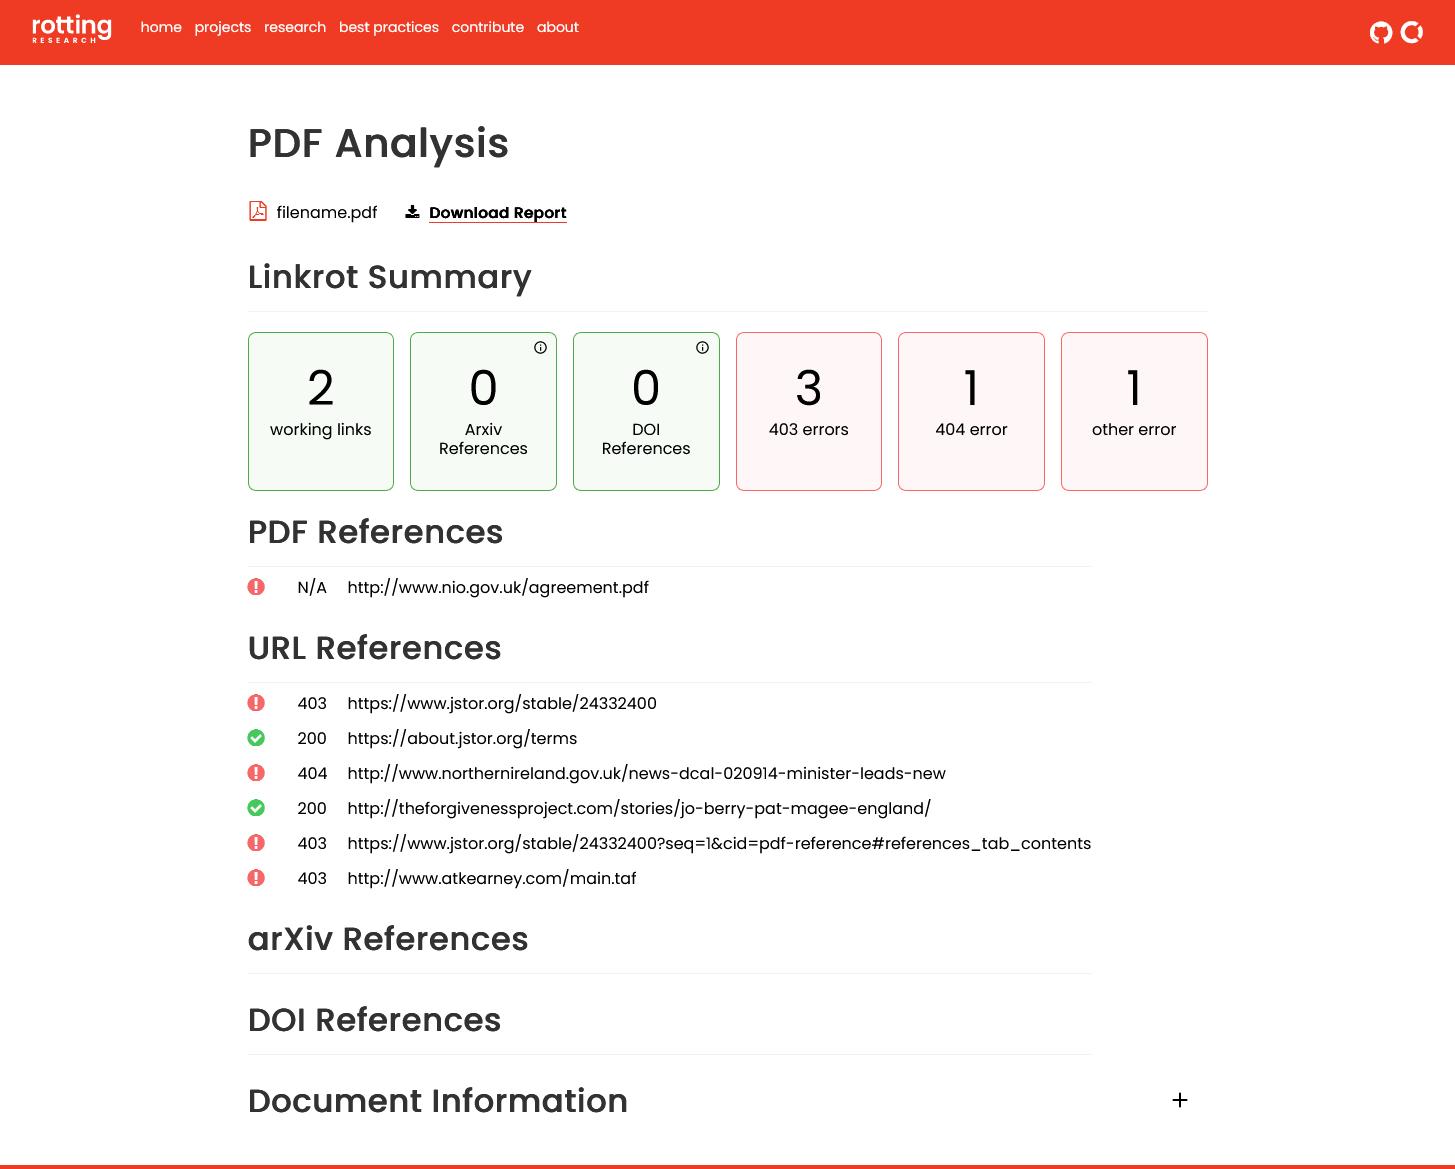 rotting
RESEARCH
home projects research best practices contribute about
PDF Analysis
filename.pdf Download Report
Linkrot Summary
2
working links
0
Arxiv
References
0
DOI
References
3
403 errors
1
404 error
1
other error
PDF References
N/A http://www.nio.gov.uk/agreement.pdf
URL References
403 https://www.jstor.org/stable/24332400
200 https://about.jstor.org/terms
404 http://www.northernireland.gov.uk/news-dcal-020914-minister-leads-new
200 http://theforgivenessproject.com/stories/jo-berry-pat-magee-england/
403 https://www.jstor.org/stable/24332400?seq=1&cid=pdf-reference#references_tab_contents
403 http://www.atkearney.com/main.taf
arXiv References
DOI References
Document Information +